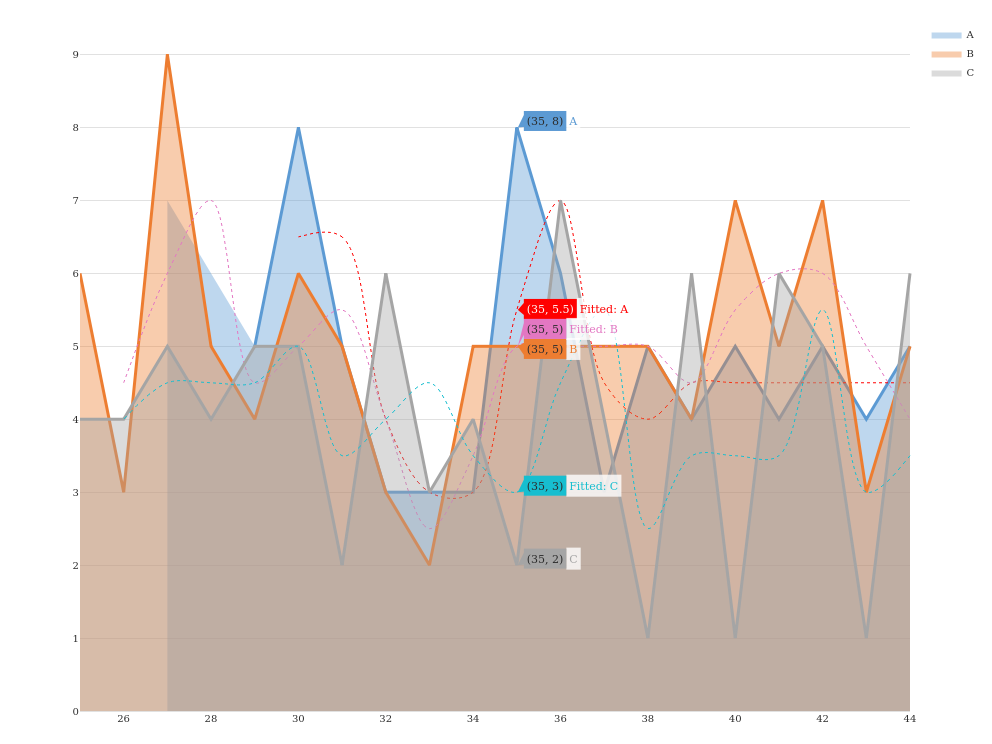 A
B
C
9
8
7
6
5
4
3
2
1
0
(35, 8) A
(35, 5.5) Fitted: A
(35, 5) Fitted: B
(35, 5) B
(35, 3) Fitted: C
(35, 2) C
26 28 30 32 34 36 38 40 42 44